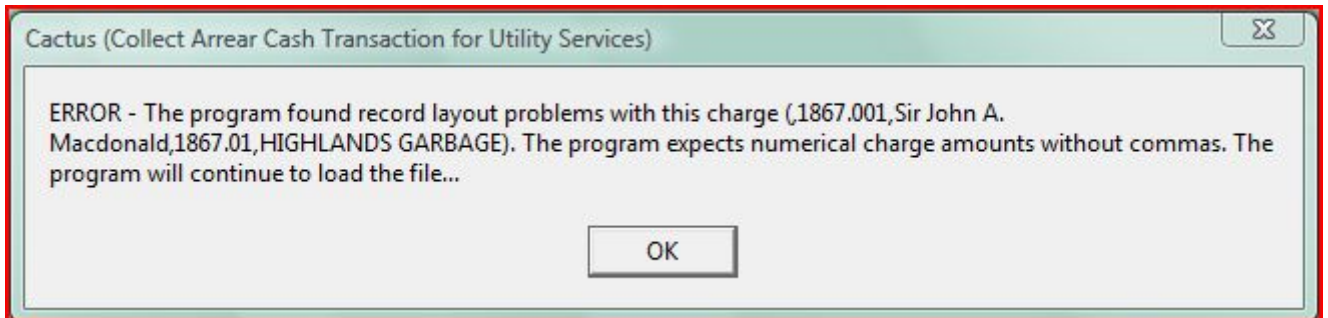 Cactus (Collect Arrear Cash Transaction for Utility Services)
ERROR - The program found record layout problems with this charge (,1867.001,Sir John A.
Macdonald,1867.01,HIGHLANDS GARBAGE). The program expects numerical charge amounts without commas. The
program will continue to load the file...
OK